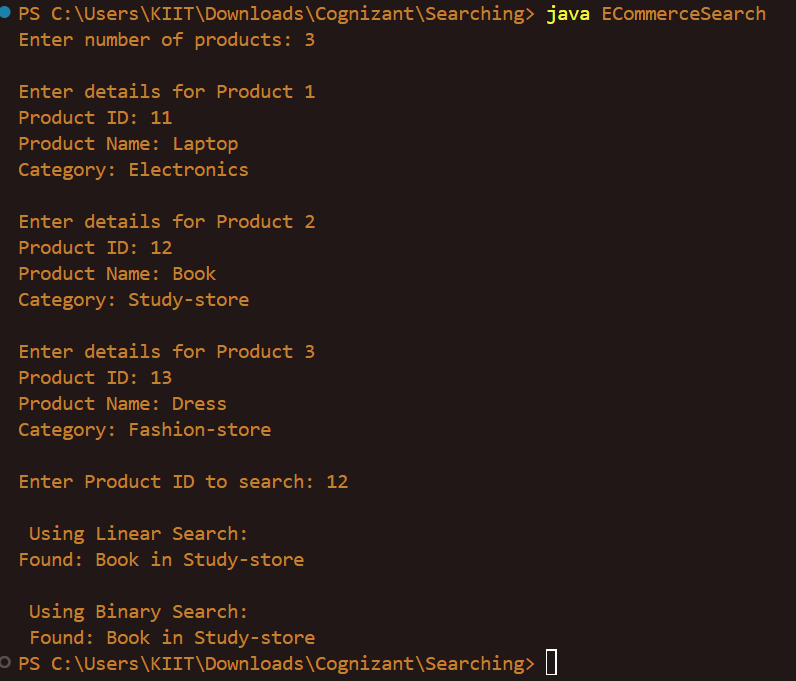 PS C:\Users\KIIT\Downloads\Cognizant\Searching> java ECommerceSearch
Enter number of products: 3
Enter details for Product 1
Product ID: 11
Product Name: Laptop
Category: Electronics
Enter details for Product 2
Product ID: 12
Product Name: Book
Category: Study-store
Enter details for Product 3
Product ID: 13
Product Name: Dress
Category: Fashion-store
Enter Product ID to search: 12
Using Linear Search:
Found: Book in Study-store
Using Binary Search:
Found: Book in Study-store
PS C:\Users\KIIT\Downloads\Cognizant\Searching>